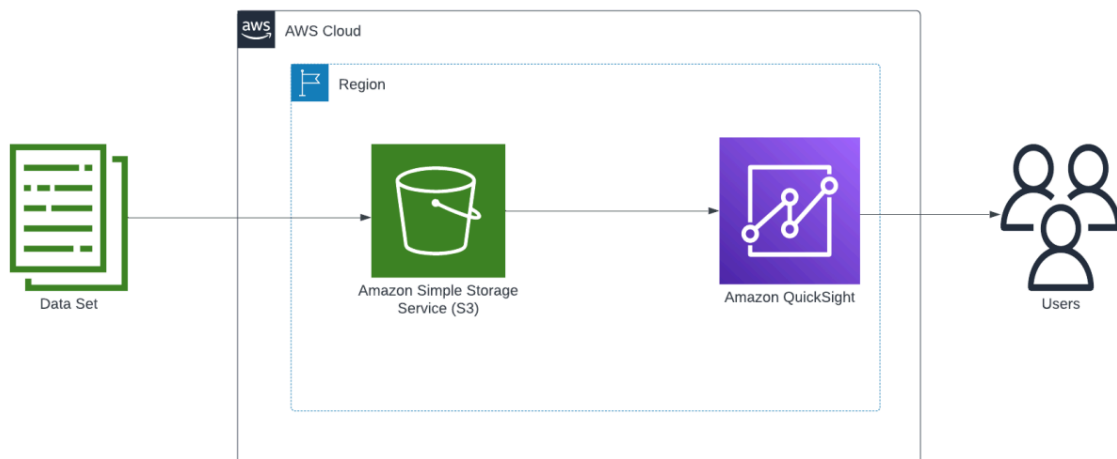 aws
AWS Cloud
Region
Data Set
Amazon Simple Storage
Service (S3)
Amazon QuickSight
Users